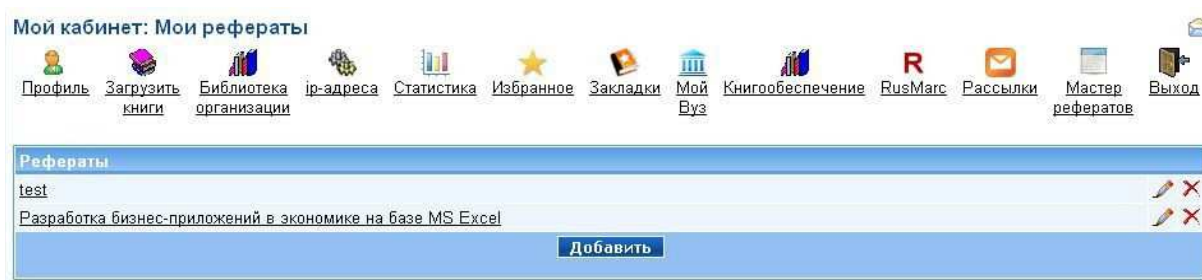 Мой кабинет: Мои рефераты
Профиль Загрузить Библиотека ip-адреса Статистика Избранное Закладки Мой Книгообеспечение RusMarc Рассылки Мастер Выход
книги организации Вуз рефератов
Рефераты
test
Разработка бизнес-приложений в экономике на базе MS Excel
Добавить